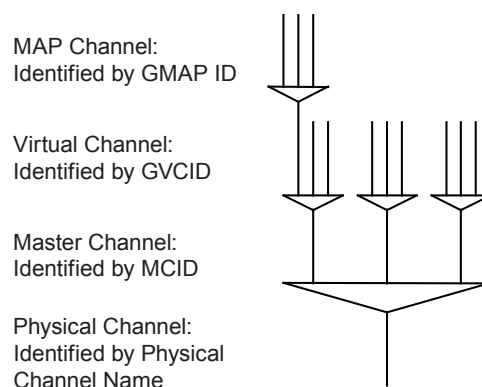 MAP Channel:
Identified by GMAP ID
Virtual Channel:
Identified by GVCID
Master Channel:
Identified by MCID
Physical Channel:
Identified by Physical
Channel Name